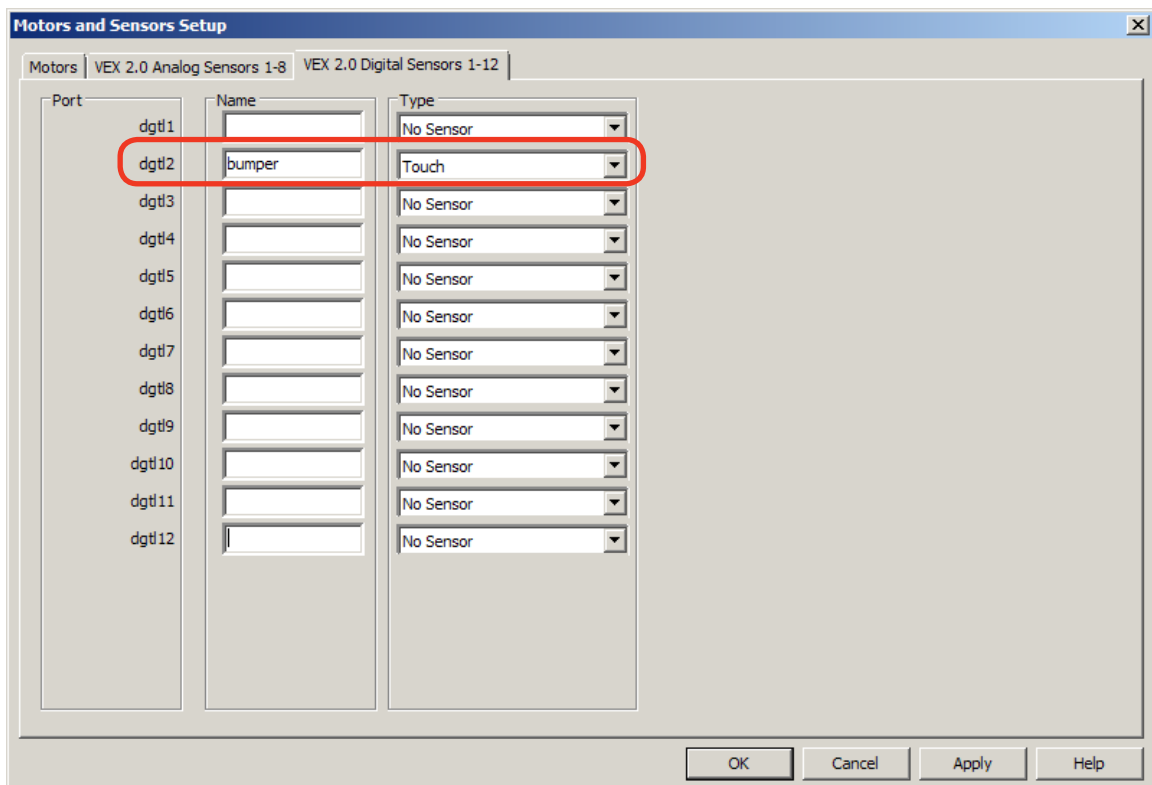 Motors and Sensors Setup
Motors VEX 2.0 Analog Sensors 1-8 VEX 2.0 Digital Sensors 1-12
Port Name Type
dgtl1 No Sensor
dgtl2 bumper Touch
dgtl3 No Sensor
dgtl4 No Sensor
dgtl5 No Sensor
dgtl6 No Sensor
dgtl7 No Sensor
dgtl8 No Sensor
dgtl9 No Sensor
dgtl10 No Sensor
dgtl11 No Sensor
dgtl12 No Sensor
OK Cancel Apply Help